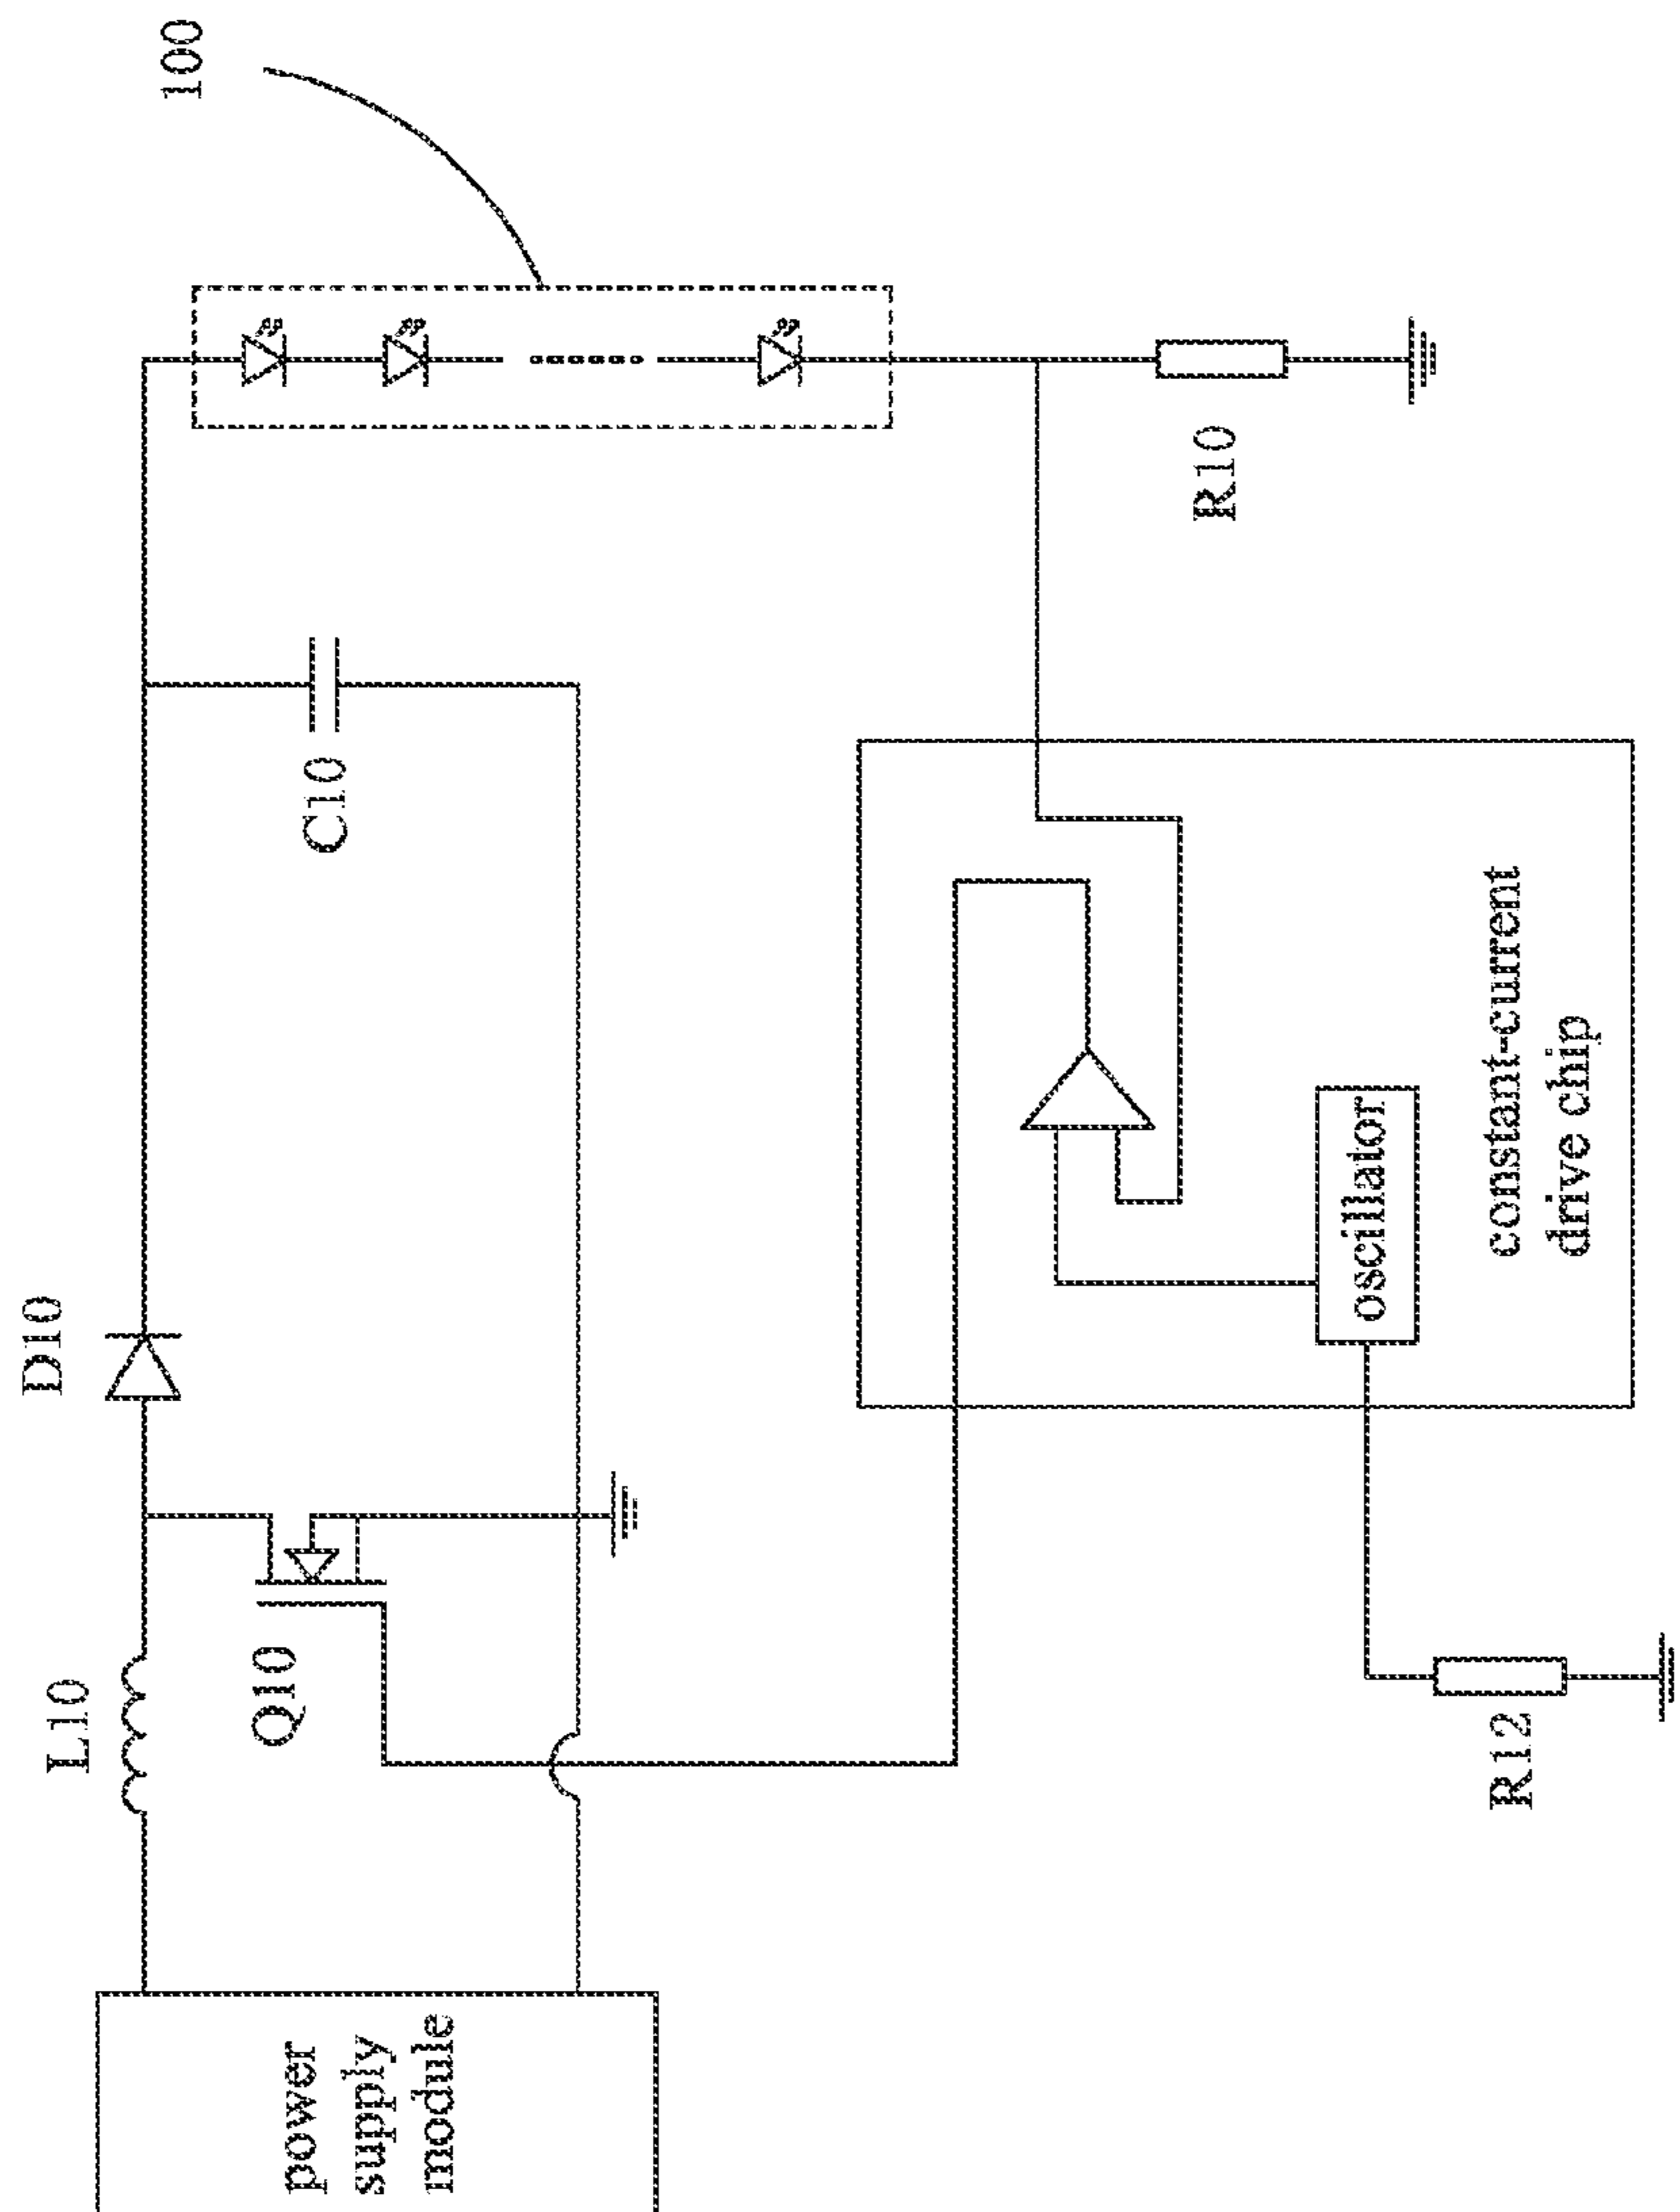 power
supply
module
L10
Q10
D10
C10
100
R10
R12
oscillator
constant-current
drive chip